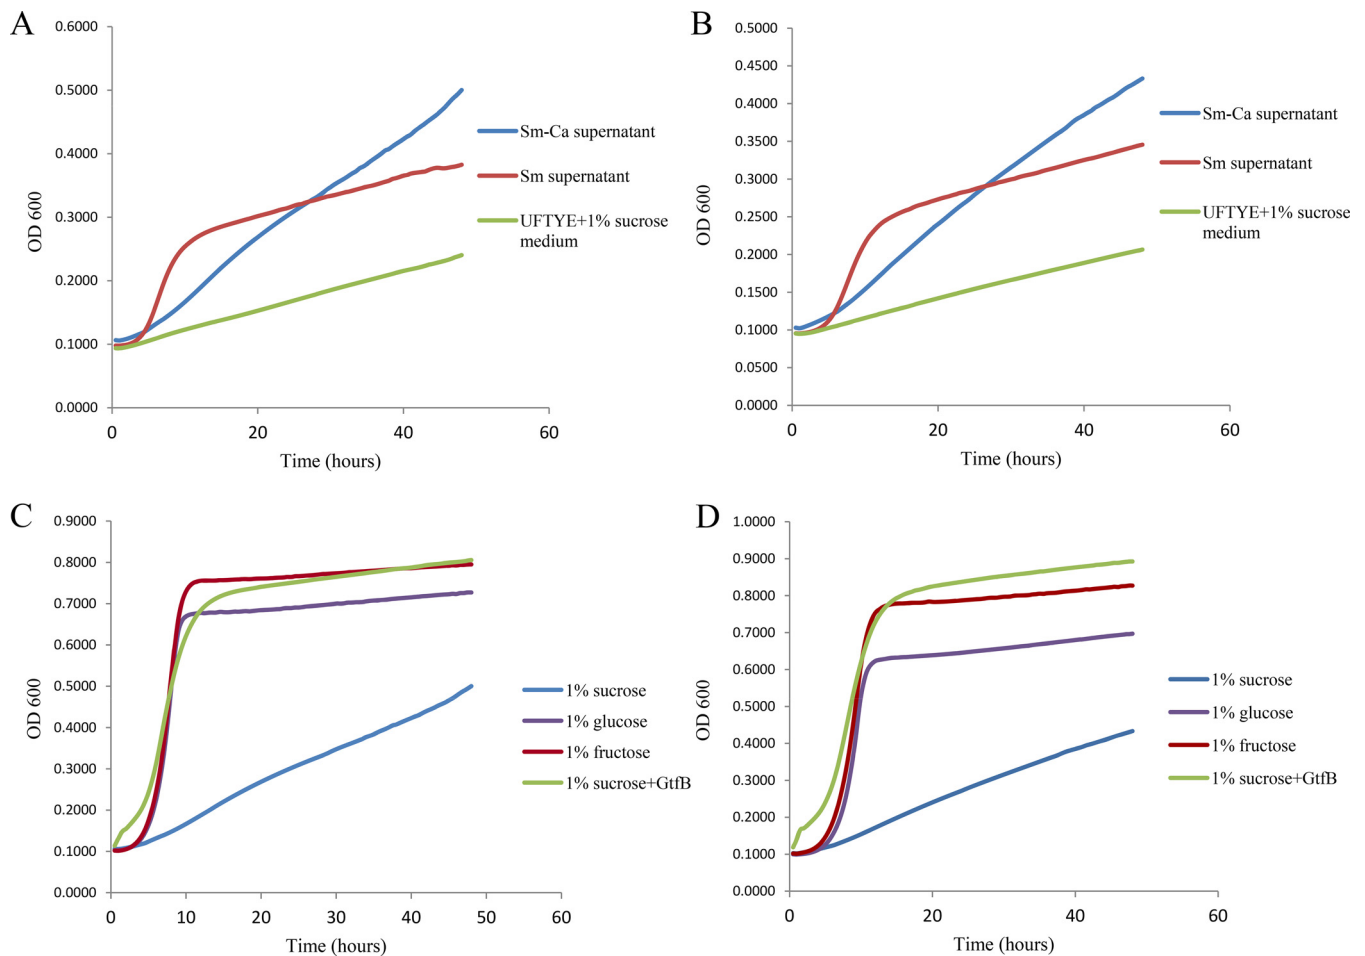 A
0.6000
0.5000
0.4000
0.3000
0.2000
0.1000
0.0000
OD 600
0
20
40
60
Time (hours)
Sm-Ca supernatant
Sm supernatant
UFTYE+1% sucrose
medium
B
0.5000
0.4500
0.4000
0.3500
0.3000
0.2500
0.2000
0.1500
0.1000
0.0500
0.0000
OD 600
0
20
40
60
Time (hours)
Sm-Ca supernatant
Sm supernatant
UFTYE+1% sucrose
medium
C
0.9000
0.8000
0.7000
0.6000
0.5000
0.4000
0.3000
0.2000
0.1000
0.0000
OD 600
0
10
20
30
40
50
60
Time (hours)
1% sucrose
1% glucose
1% fructose
1% sucrose+GtfB
D
1.0000
0.9000
0.8000
0.7000
0.6000
0.5000
0.4000
0.3000
0.2000
0.1000
0.0000
OD 600
0
20
40
60
Time (hours)
1% sucrose
1% glucose
1% fructose
1% sucrose+GtfB